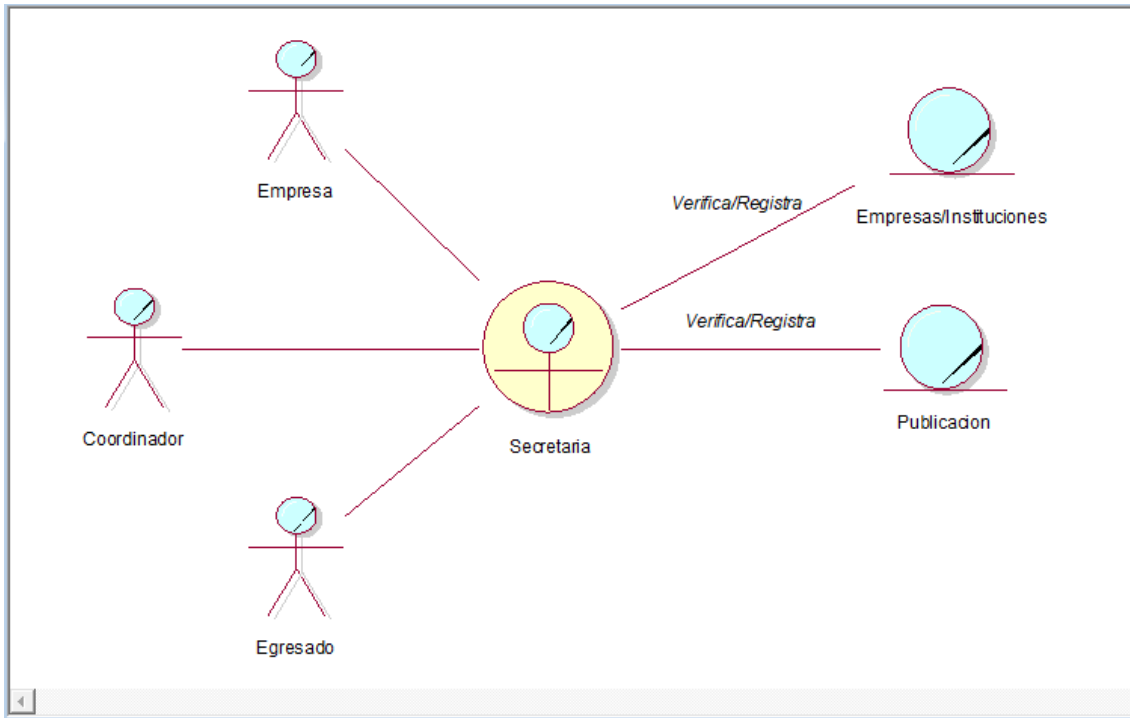 Empresa
Verifica/Registra
Empresas/Instituciones
Verifica/Registra
Publicacion
Coordinador
Secretaria
Egresado